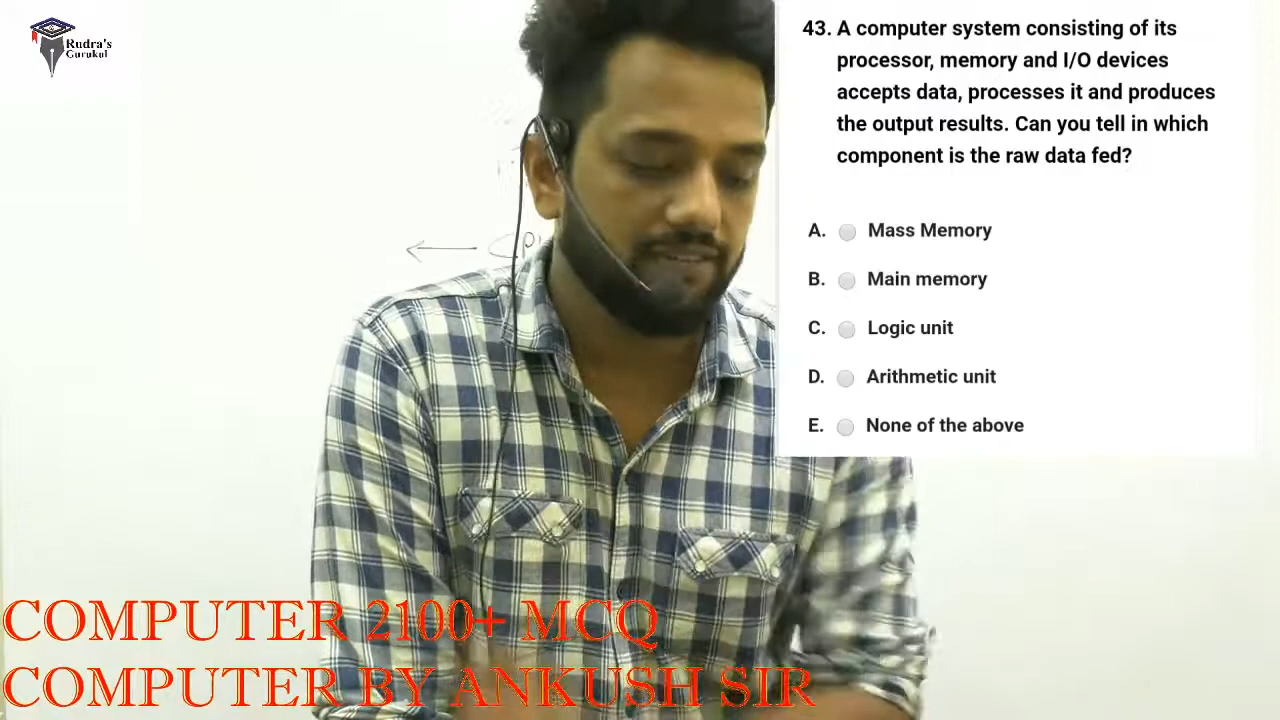 Rudra's
Gurukul
43. A computer system consisting of its
processor, memory and I/O devices
accepts data, processes it and produces
the output results. Can you tell in which
component is the raw data fed?
A. Mass Memory
B. Main memory
C. Logic unit
D. Arithmetic unit
E. None of the above
COMPUTER 2100+ MCQ
COMPUTER BY ANKUSH SIR